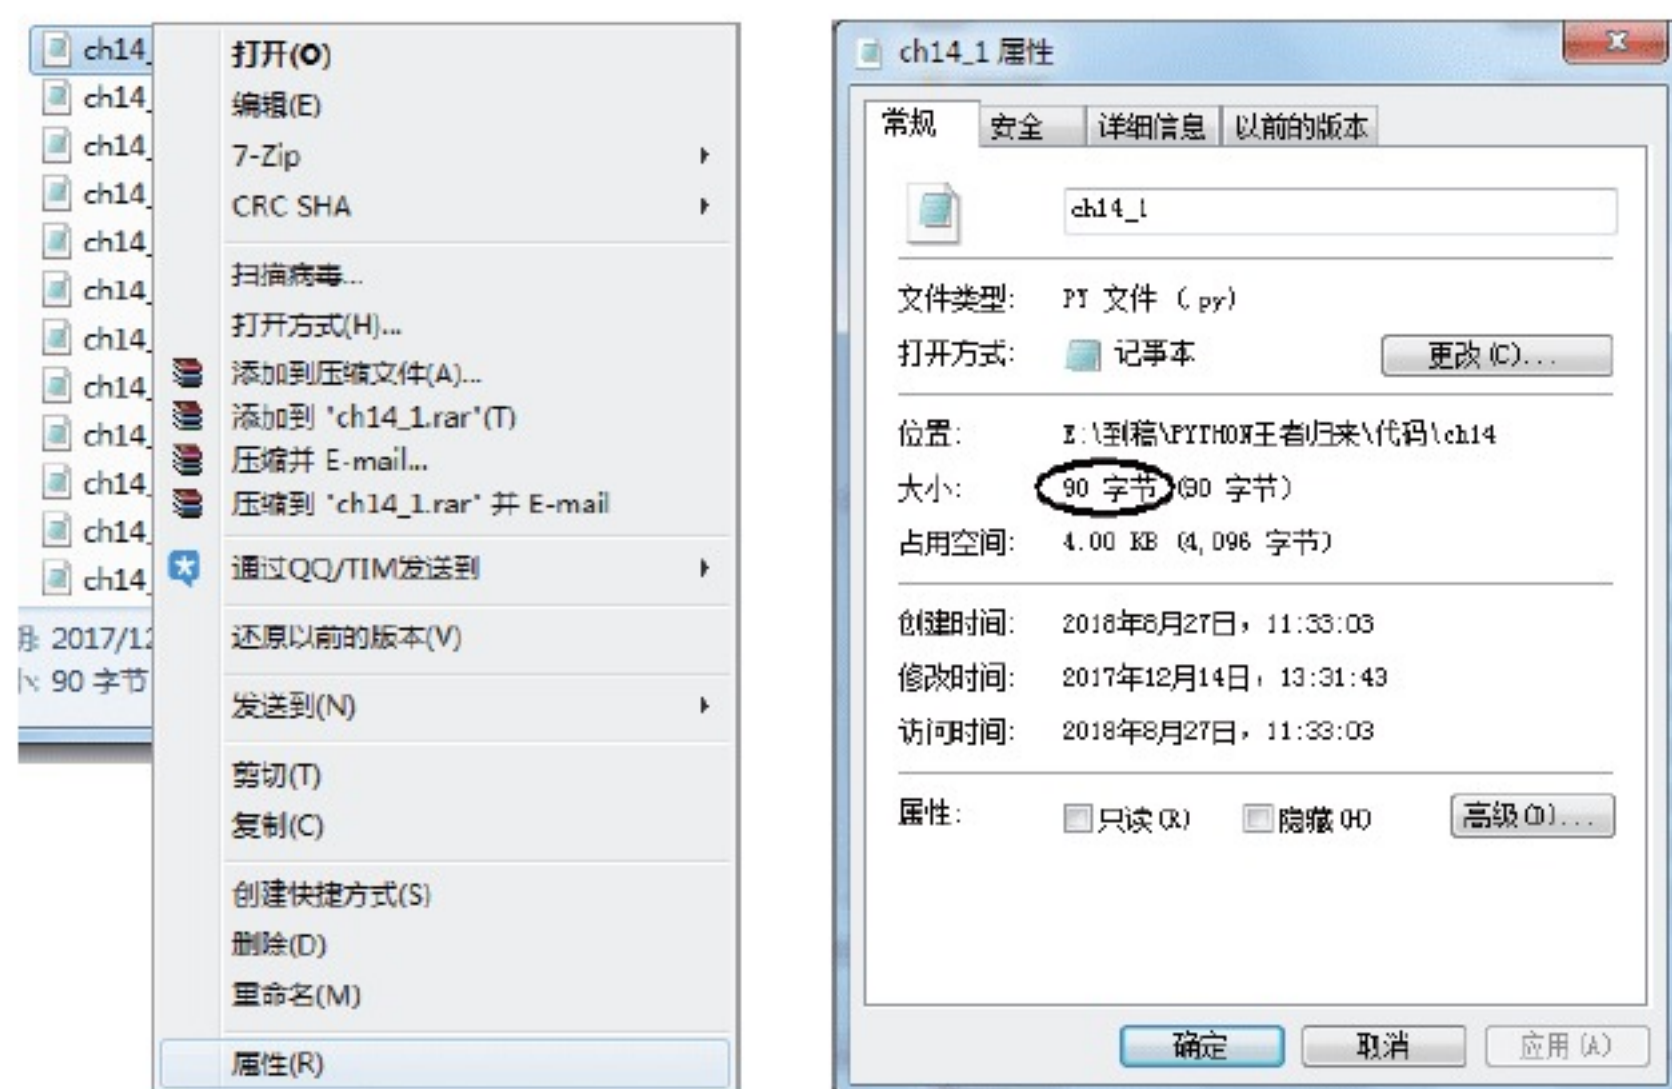 ch14_
ch14_
ch14_
ch14_
ch14_
ch14_
ch14_
ch14_
ch14_
ch14_
ch14_
ch14_
期: 2017/12
小: 90 字节
打开(O)
编辑(E)
7-Zip
CRC SHA
扫描病毒...
打开方式(H)...
添加到压缩文件(A)...
添加到 "ch14_1.rar"(T)
压缩并 E-mail...
压缩到 "ch14_1.rar" 并 E-mail
通过QQ/TIM发送到
还原以前的版本(V)
发送到(N)
剪切(T)
复制(C)
创建快捷方式(S)
删除(D)
重命名(M)
属性(R)
ch14_1 属性
常规 安全 详细信息 以前的版本
ch14_1
文件类型: PY 文件 (.py)
打开方式: 记事本 更改(C)...
位置: E:\到稿\PYTHON王者归来\代码\ch14
大小: 90 字节 (90 字节)
占用空间: 4.00 KB (4,096 字节)
创建时间: 2018年8月27日, 11:33:03
修改时间: 2017年12月14日, 13:31:43
访问时间: 2018年8月27日, 11:33:03
属性: 只读(R) 隐藏(H) 高级(D)...
确定 取消 应用(A)